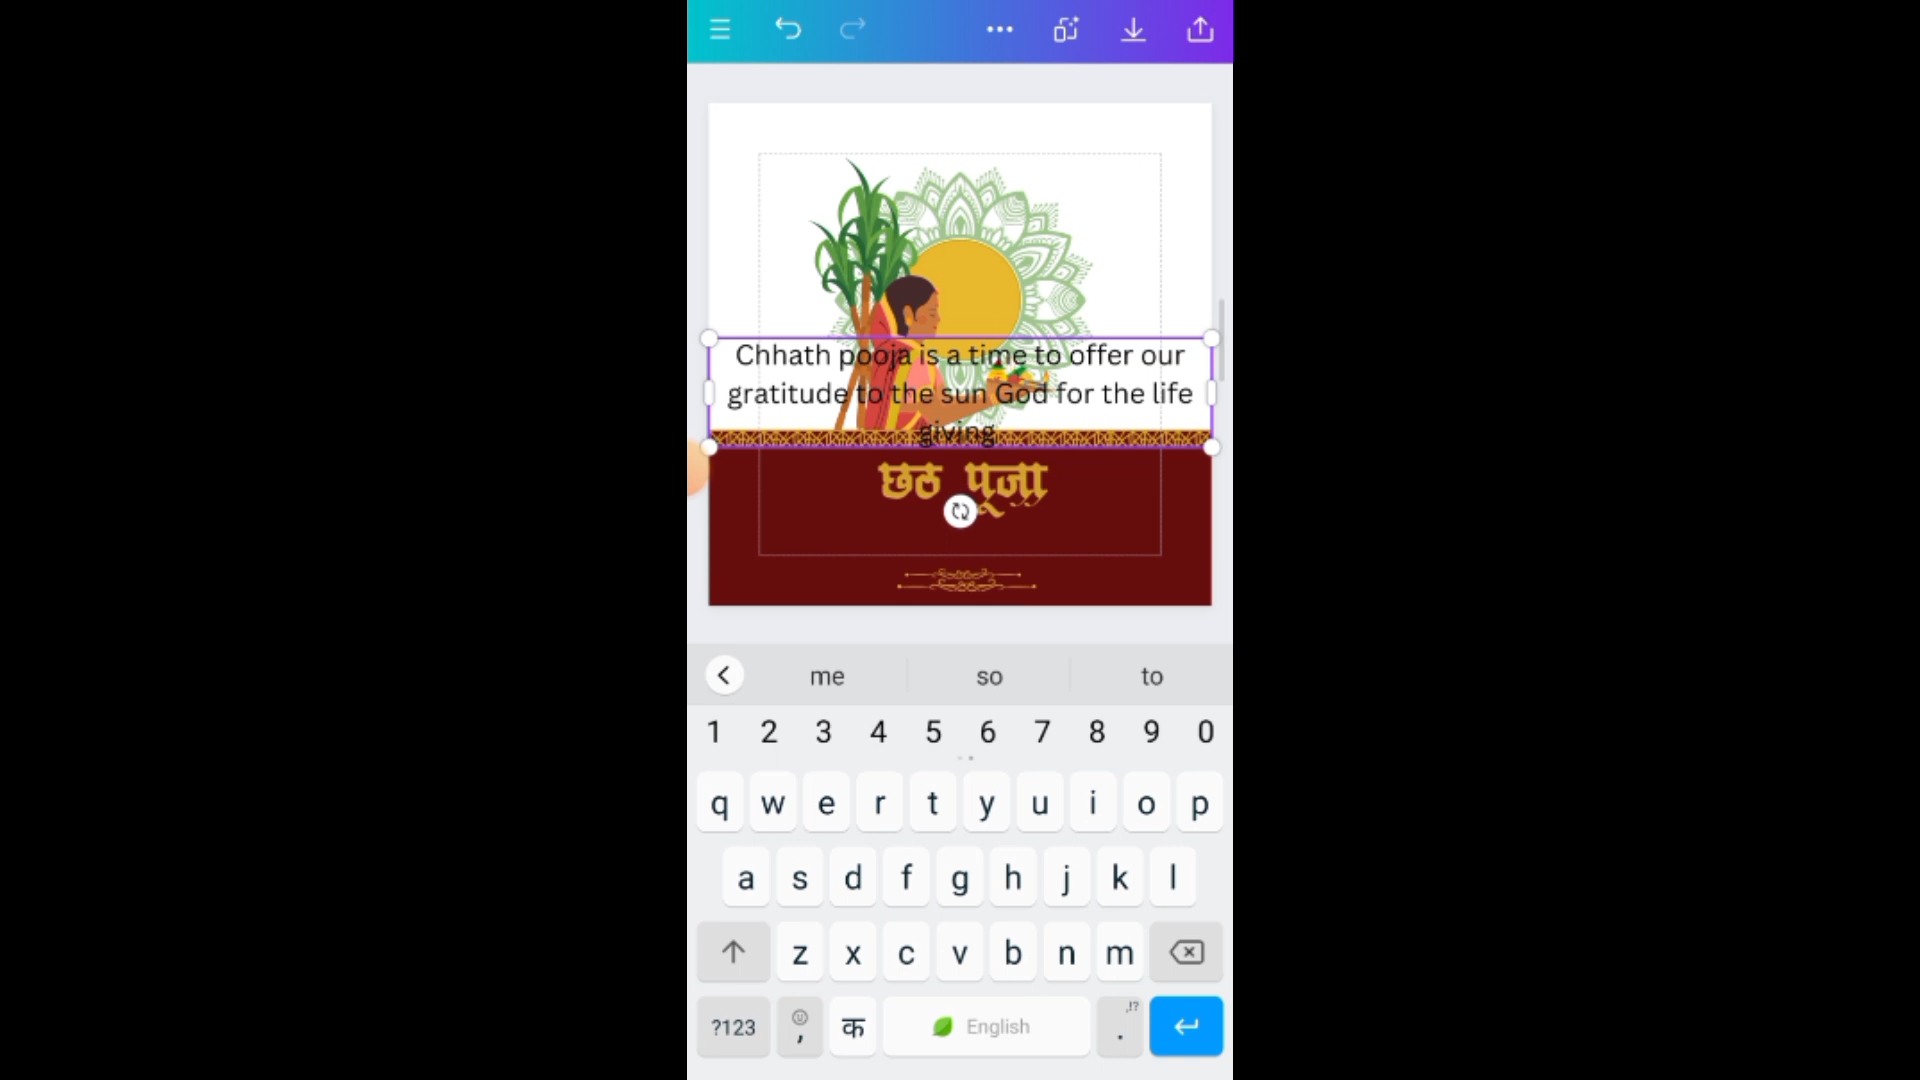 Chhath pooja is a time to offer our
gratitude to the sun God for the life
giving
छठ पूजा
me so to
1 2 3 4 5 6 7 8 9 0
q w e r t y u i o p
a s d f g h j k l
z x c v b n m
?123 , क English . ,!?